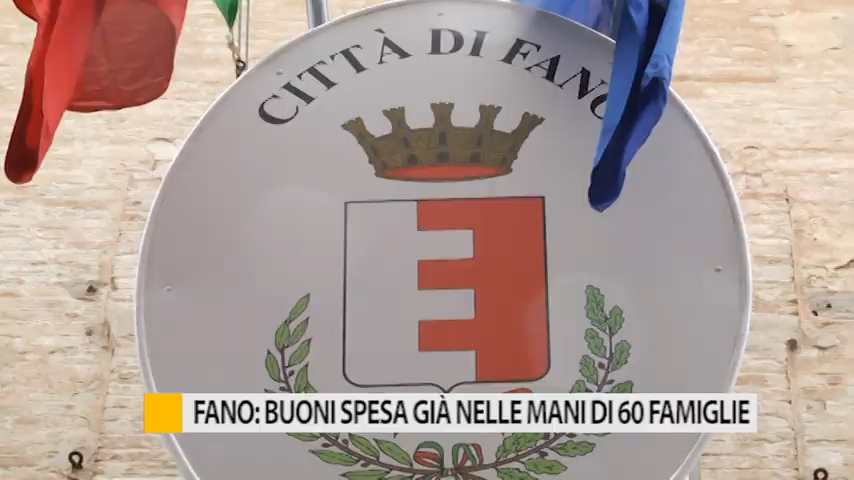 CITTÀ DI FANO
FANO: BUONI SPESA GIÀ NELLE MANI DI 60 FAMIGLIE